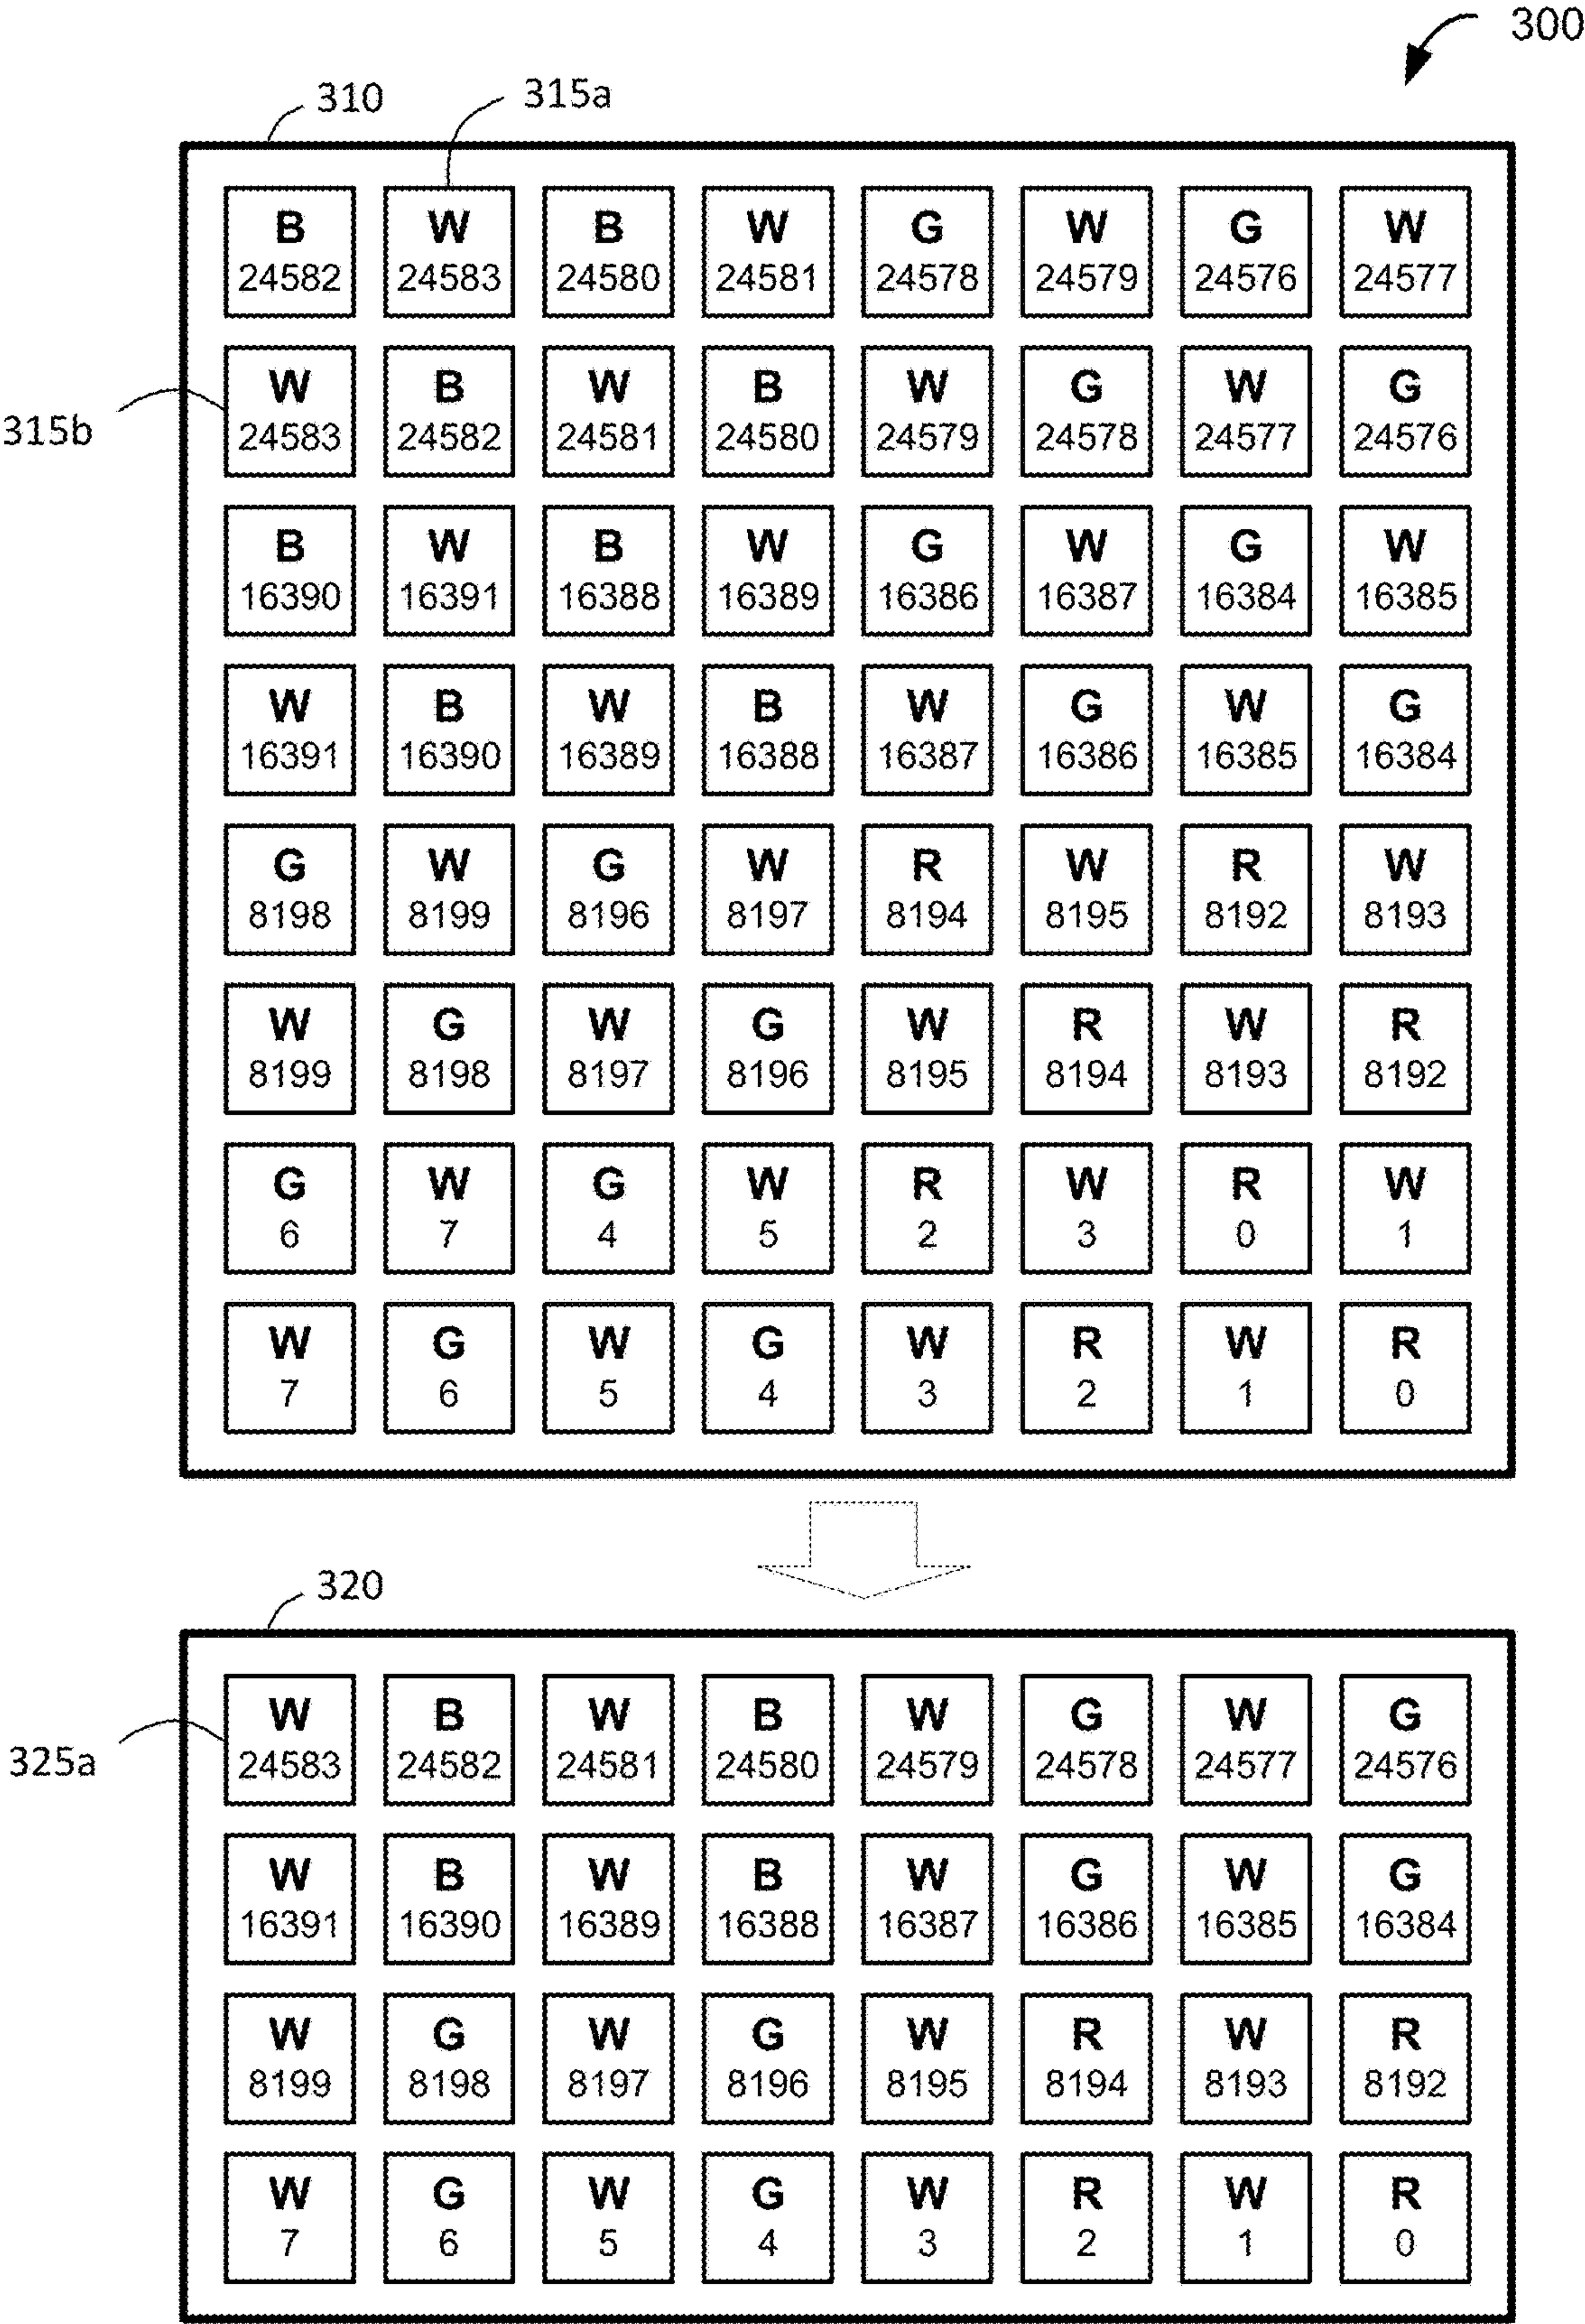 300
310 315a
B W B W G W G W
24582 24583 24580 24581 24578 24579 24576 24577
W B W B W G W G
315b 24583 24582 24581 24580 24579 24578 24577 24576
B W B W G W G W
16390 16391 16388 16389 16386 16387 16384 16385
W B W B W G W G
16391 16390 16389 16388 16387 16386 16385 16384
G W G W R W R W
8198 8199 8196 8197 8194 8195 8192 8193
W G W G W R W R
8199 8198 8197 8196 8195 8194 8193 8192
G W G W R W R W
6 7 4 5 2 3 0 1
W G W G W R W R
7 6 5 4 3 2 1 0
320
W B W B W G W G
325a 24583 24582 24581 24580 24579 24578 24577 24576
W B W B W G W G
16391 16390 16389 16388 16387 16386 16385 16384
W G W G W R W R
8199 8198 8197 8196 8195 8194 8193 8192
W G W G W R W R
7 6 5 4 3 2 1 0